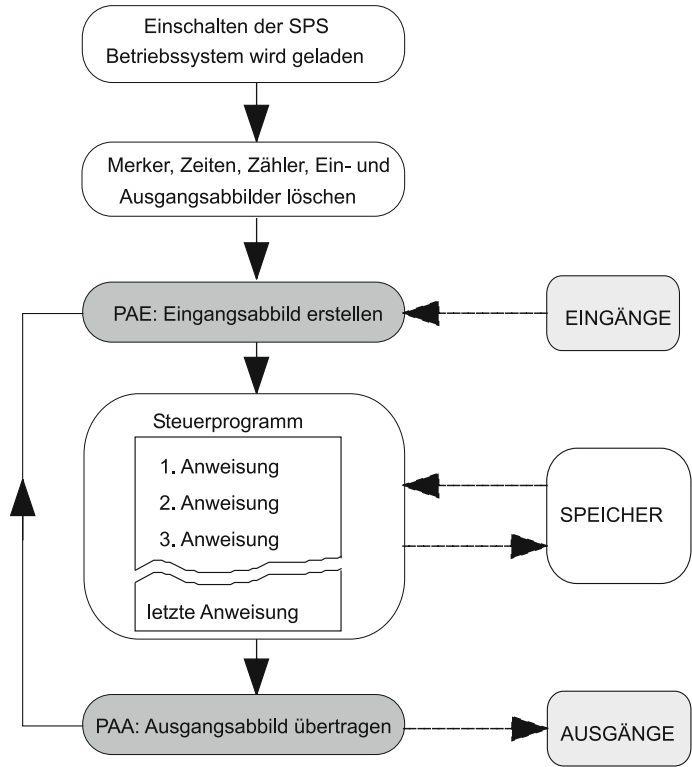 Einschalten der SPS
Betriebssystem wird geladen
Merker, Zeiten, Zähler, Ein- und
Ausgangsabbilder löschen
PAE: Eingangsabbild erstellen
EINGÄNGE
Steuerprogramm
1. Anweisung
2. Anweisung
3. Anweisung
letzte Anweisung
SPEICHER
PAA: Ausgangsabbild übertragen
AUSGÄNGE